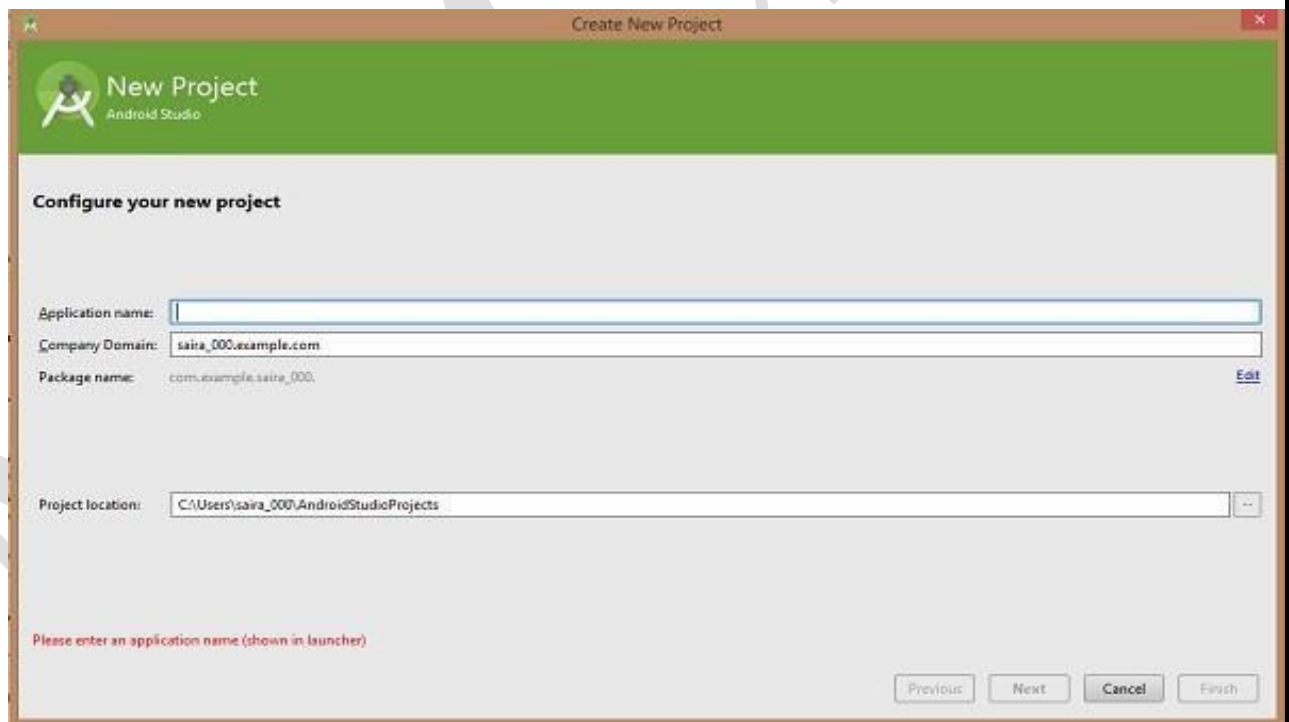 Create New Project
New Project
Android Studio
Configure your new project
Application name:
Company Domain: saira_000.example.com
Package name: com.example.saira_000. Edit
Project location: C:\Users\saira_000\AndroidStudioProjects ...
Please enter an application name (shown in launcher)
Previous Next Cancel Finish